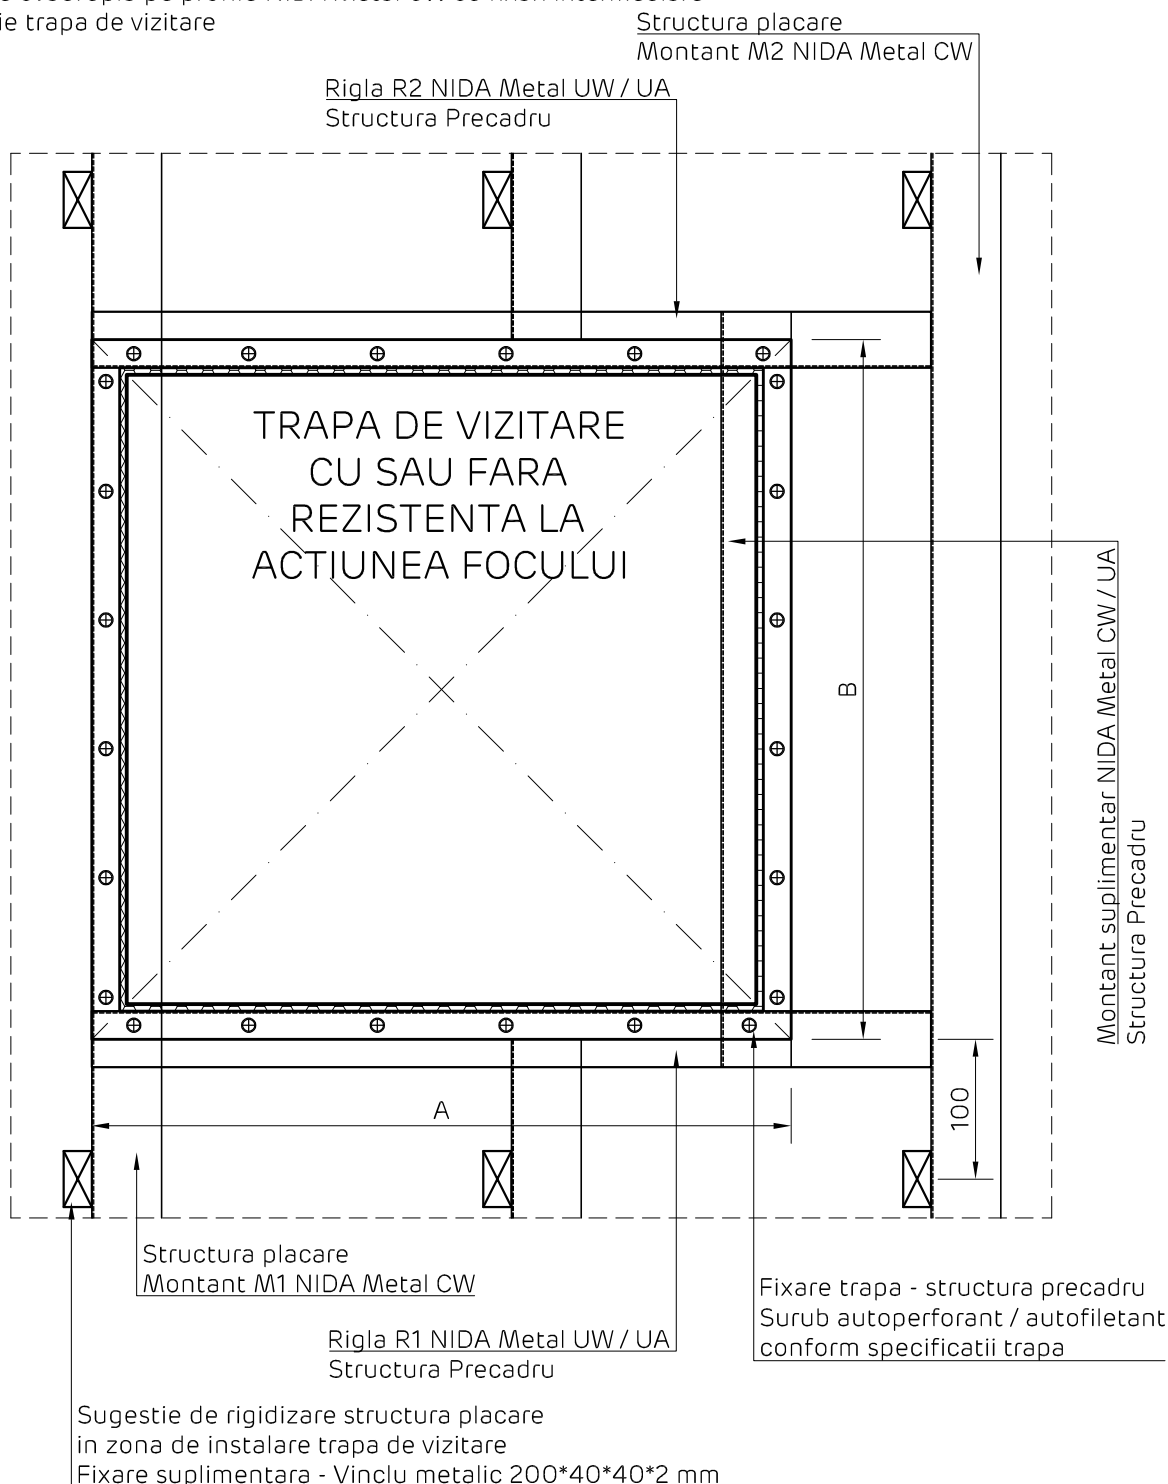 ie trapa de vizitare
Structura placare
Montant M2 NIDA Metal CW
Rigla R2 NIDA Metal UW / UA
Structura Precadru
TRAPA DE VIZITARE
CU SAU FARA
REZISTENTA LA
ACTIUNEA FOCULUI
B
Montant suplimentar NIDA Metal CW / UA
Structura Precadru
A
100
Structura placare
Montant M1 NIDA Metal CW
Fixare trapa - structura precadru
Surub autoperforant / autofiletant
conform specificatii trapa
Rigla R1 NIDA Metal UW / UA
Structura Precadru
Sugestie de rigidizare structura placare
in zona de instalare trapa de vizitare
Fixare suplimentara - Vinclu metalic 200*40*40*2 mm